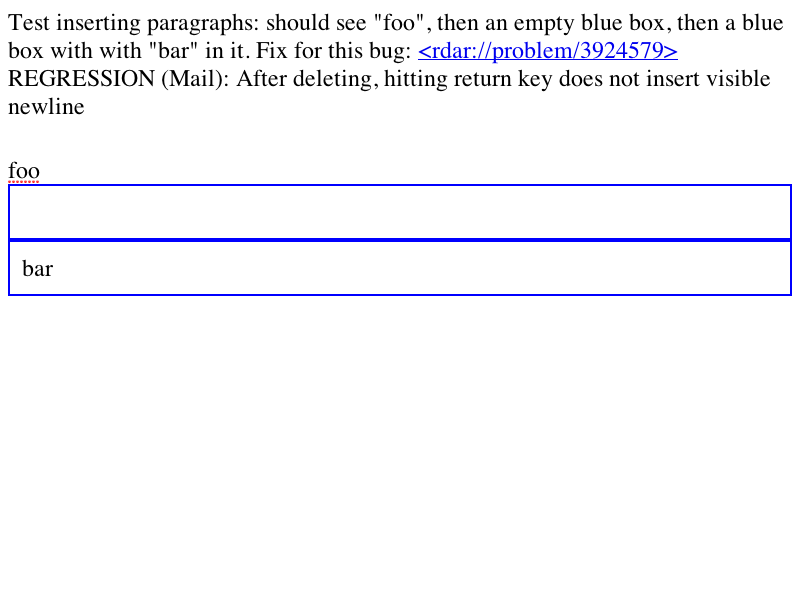 Test inserting paragraphs: should see "foo", then an empty blue box, then a blue
box with with "bar" in it. Fix for this bug: <rdar://problem/3924579>
REGRESSION (Mail): After deleting, hitting return key does not insert visible
newline
foo
bar